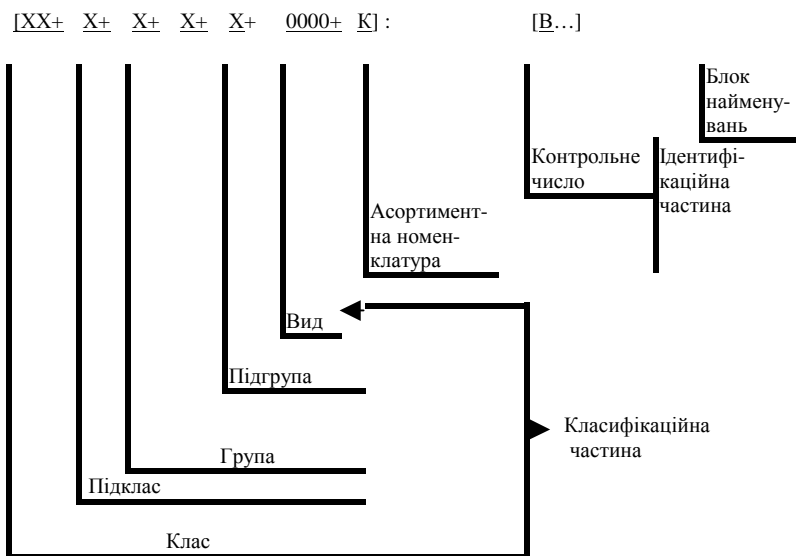 [XX+ X+ X+ X+ X+ 0000+ К] : [В…]
Блок
наймену-
вань
Контрольне
число
Ідентифі-
каційна
частина
Асортимент-
на номен-
клатура
Вид
Підгрупа
Класифікаційна
частина
Група
Підклас
Клас